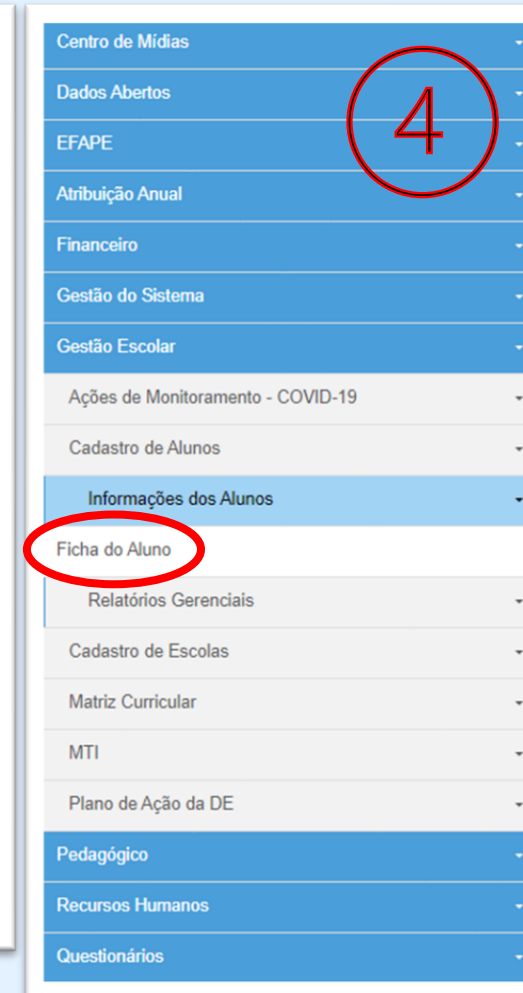 Centro de Mídias
Dados Abertos
4
EFAPE
Atribuição Anual
Financeiro
Gestão do Sistema
Gestão Escolar
Ações de Monitoramento - COVID-19
Cadastro de Alunos
Informações dos Alunos
Ficha do Aluno
Relatórios Gerenciais
Cadastro de Escolas
Matriz Curricular
MTI
Plano de Ação da DE
Pedagógico
Recursos Humanos
Questionários